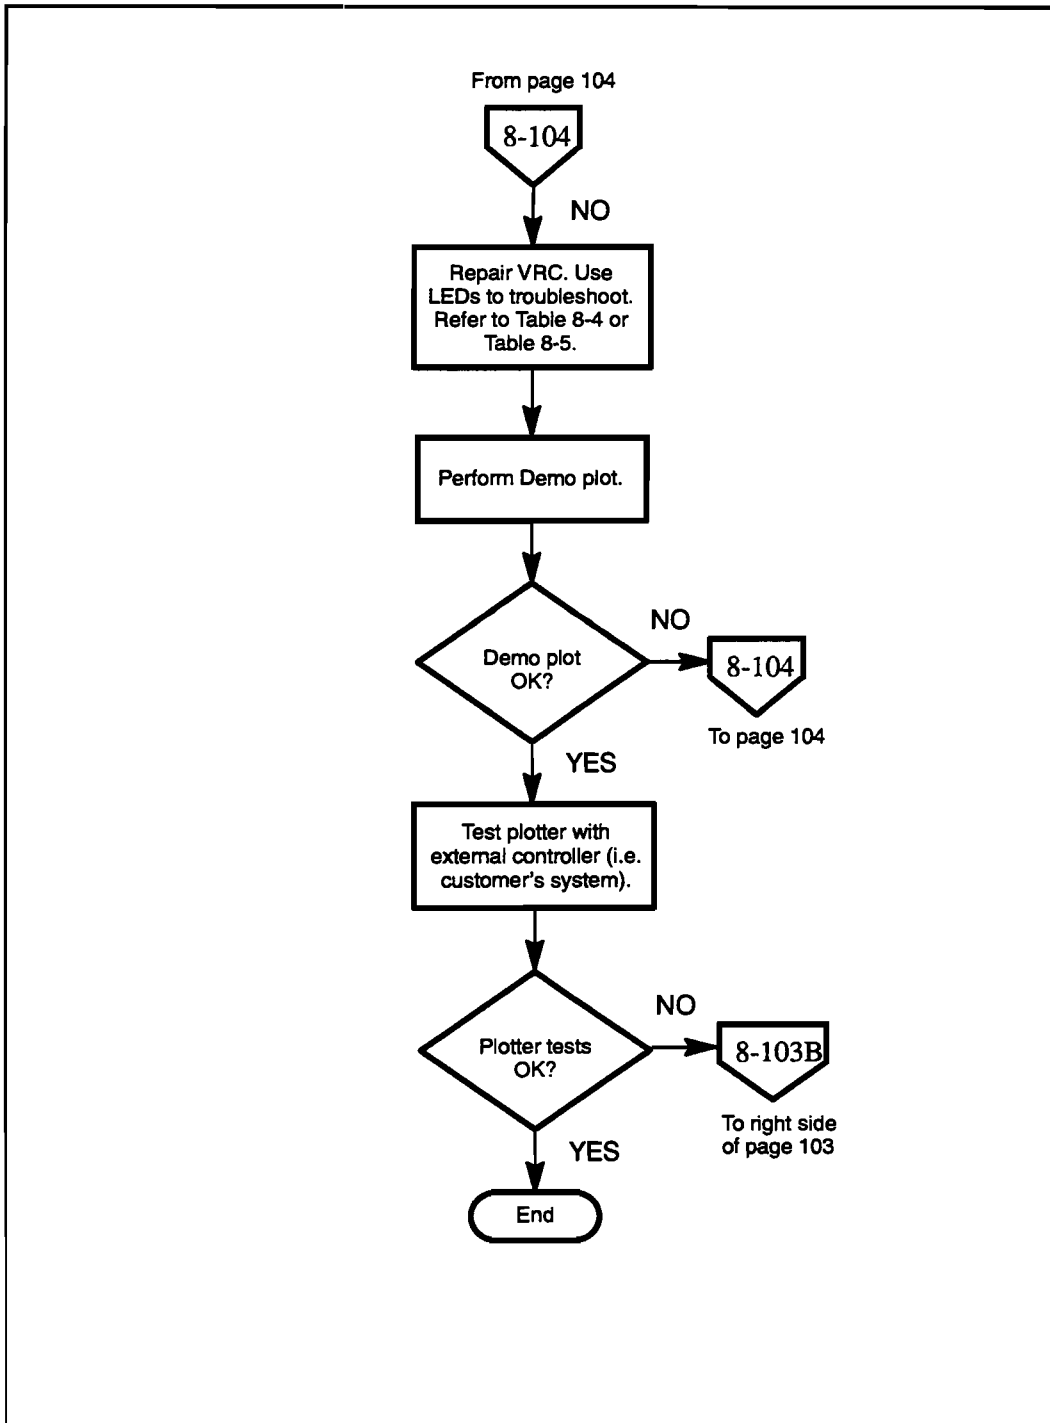 From page 104
8-104
NO
Repair VRC. Use
LEDs to troubleshoot.
Refer to Table 8-4 or
Table 8-5.
Perform Demo plot.
Demo plot
OK?
NO
8-104
To page 104
YES
Test plotter with
external controller (i.e.
customer's system).
Plotter tests
OK?
NO
8-103B
To right side
of page 103
YES
End